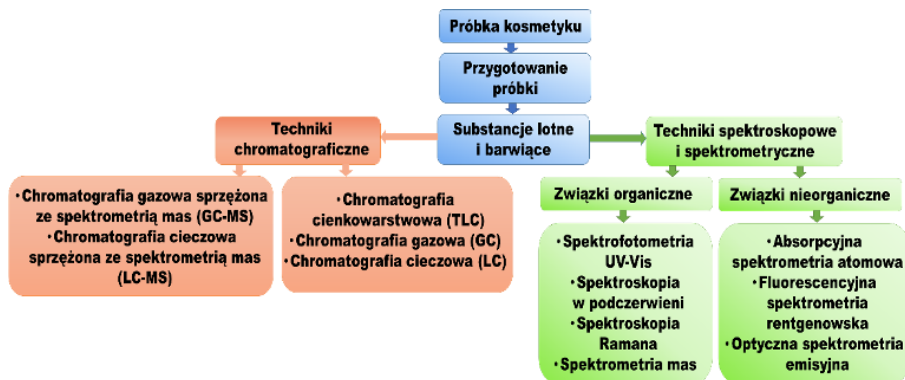 Próbka kosmetyku
Przygotowanie
próbki
Substancje lotne
i barwiące
Techniki
chromatograficzne
Techniki spektroskopowe
i spektrometryczne
•Chromatografia gazowa sprzężona
ze spektrometrią mas (GC-MS)
•Chromatografia cieczowa
sprzężona ze spektrometrią mas
(LC-MS)
•Chromatografia
cienkowarstwowa (TLC)
•Chromatografia gazowa (GC)
•Chromatografia cieczowa (LC)
Związki organiczne
Związki nieorganiczne
•Spektrofotometria
UV-Vis
•Spektroskopia
w podczerwieni
•Spektroskopia
Ramana
•Spektrometria mas
•Absorpcyjna
spektrometria atomowa
•Fluorescencyjna
spektrometria
rentgenowska
•Optyczna spektrometria
emisyjna